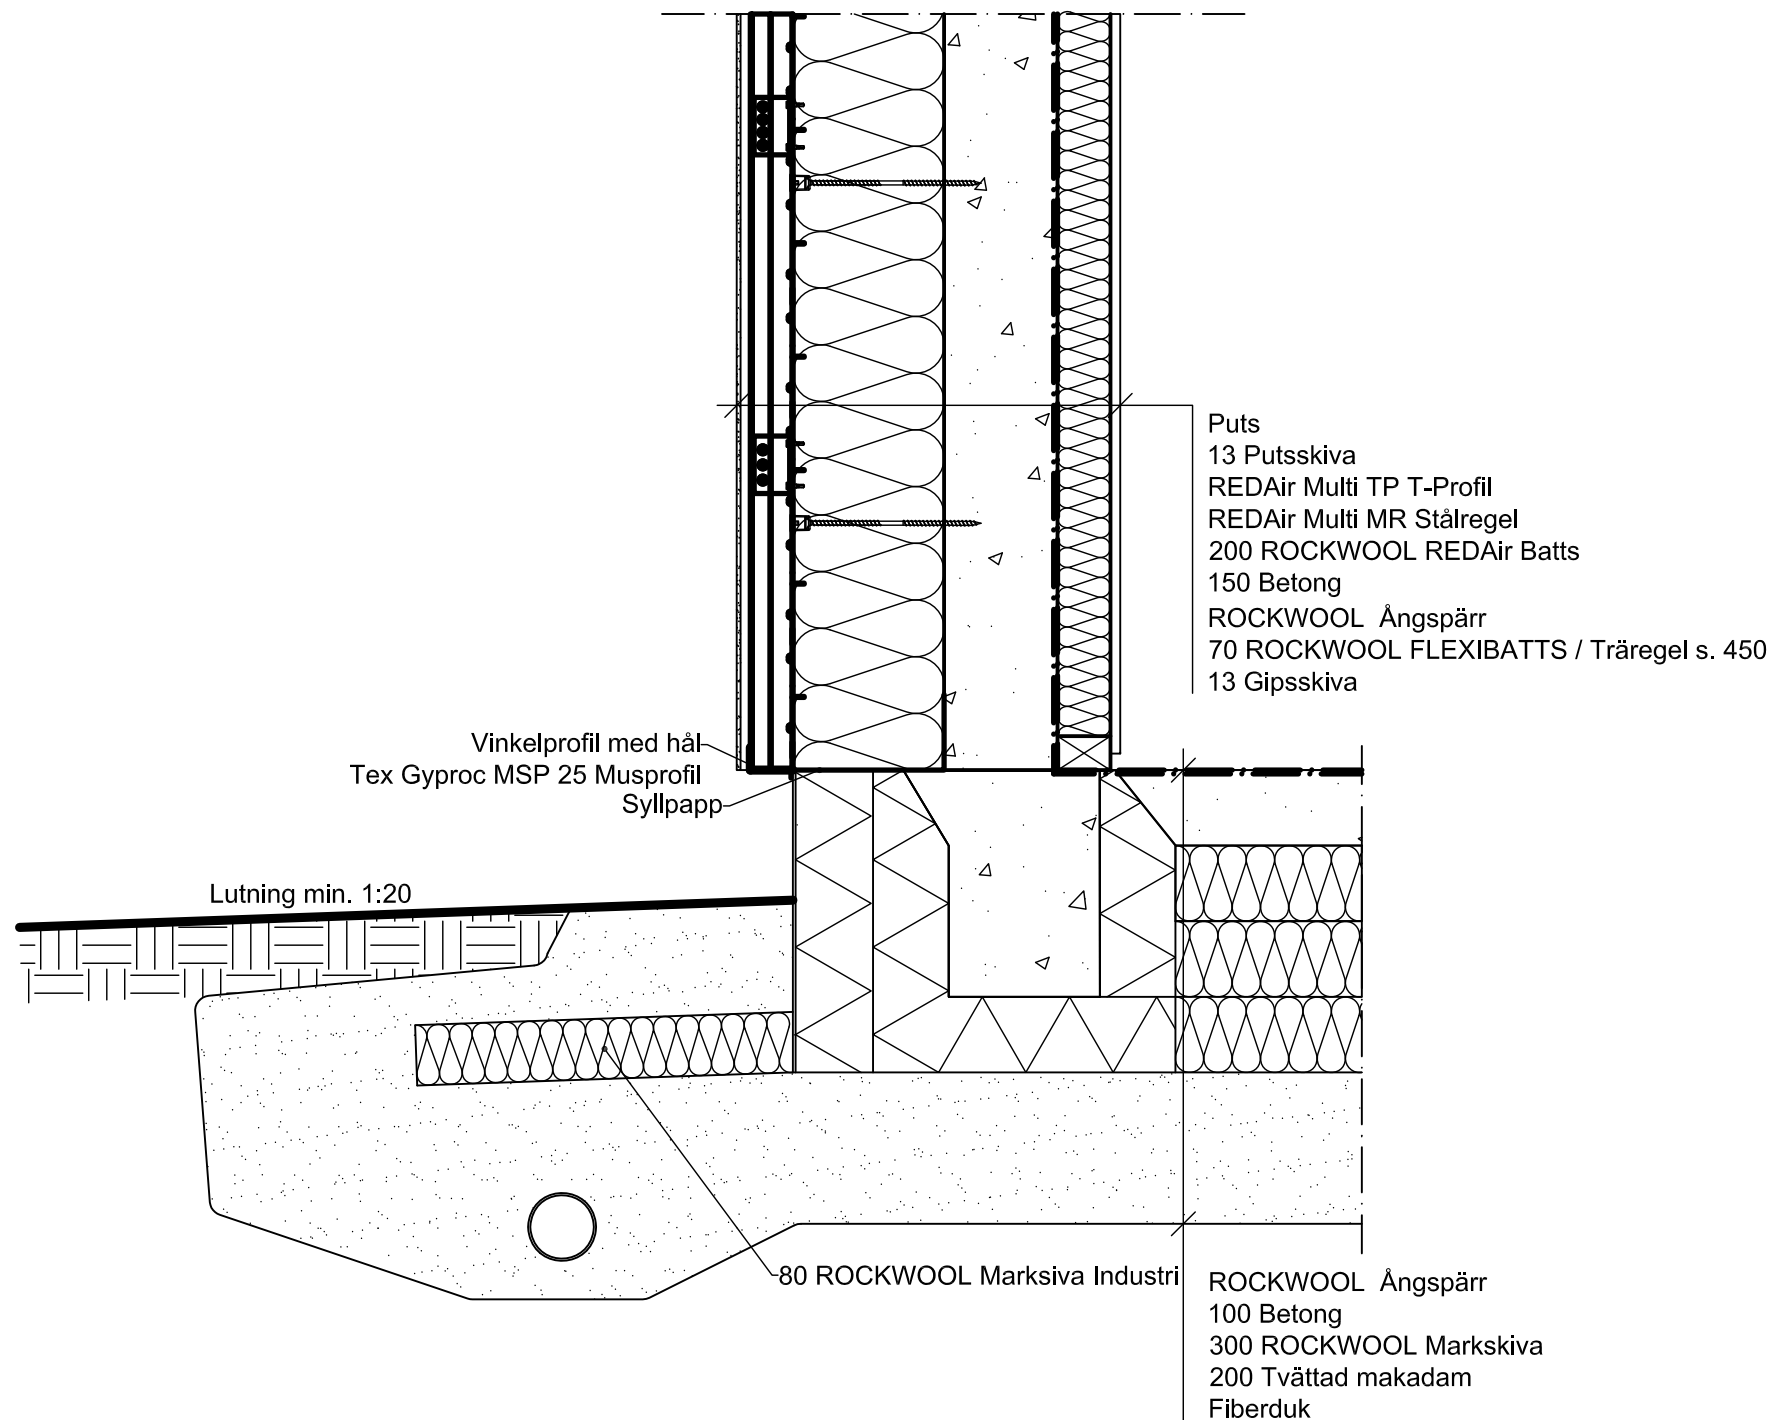 Puts
13 Putsskiva
REDAir Multi TP T-Profil
REDAir Multi MR Stålregel
200 ROCKWOOL REDAir Batts
150 Betong
ROCKWOOL Ångspärr
70 ROCKWOOL FLEXIBATTS / Träregel s. 450
13 Gipsskiva
Vinkelprofil med hål
Tex Gyproc MSP 25 Musprofil
Syllpapp
Lutning min. 1:20
80 ROCKWOOL Marksiva Industri
ROCKWOOL Ångspärr
100 Betong
300 ROCKWOOL Markskiva
200 Tvättad makadam
Fiberduk